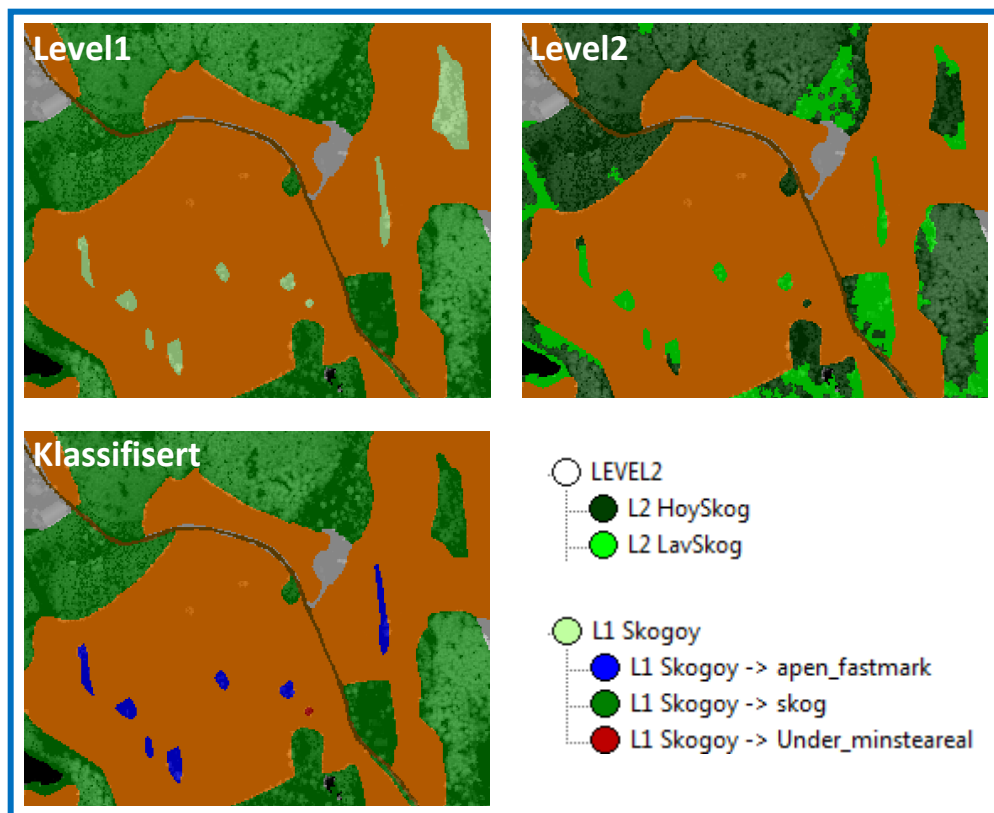 Level1
Level2
Klassifisert
LEVEL2
L2 HoySkog
L2 LavSkog
L1 Skogoy
L1 Skogoy -> apen_fastmark
L1 Skogoy -> skog
L1 Skogoy -> Under_minsteareal